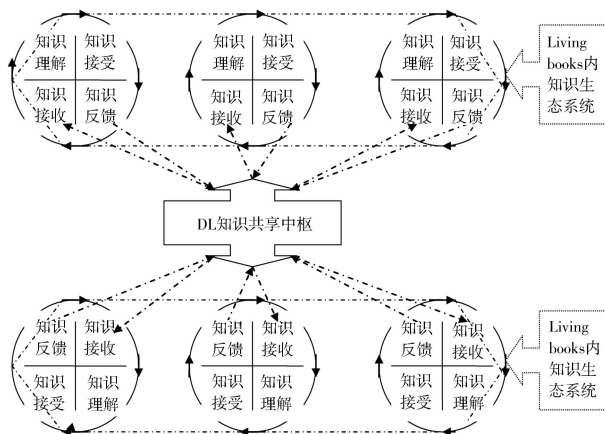 知识 知识
理解 接受
知识 知识
接收 反馈
知识 知识
理解 接受
知识 知识
接收 反馈
知识 知识
理解 接受
知识 知识
接收 反馈
Living
books内
知识生
态系统
DL知识共享中枢
知识 知识
反馈 接收
知识 知识
接受 理解
知识 知识
反馈 接收
知识 知识
接受 理解
知识 知识
反馈 接收
知识 知识
接受 理解
Living
books内
知识生
态系统